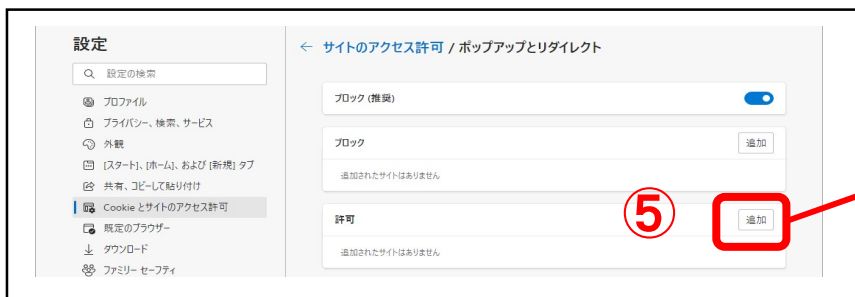 設定
設定の検索
プロファイル
プライバシー、検索、サービス
外観
[スタート]、[ホーム]、および [新規] タブ
共有、コピーして貼り付け
Cookie とサイトのアクセス許可
既定のブラウザー
ダウンロード
ファミリー セーフティ
← サイトのアクセス許可 / ポップアップとリダイレクト
ブロック (推奨)
ブロック
追加
追加されたサイトはありません
許可
⑤
追加
追加されたサイトはありません